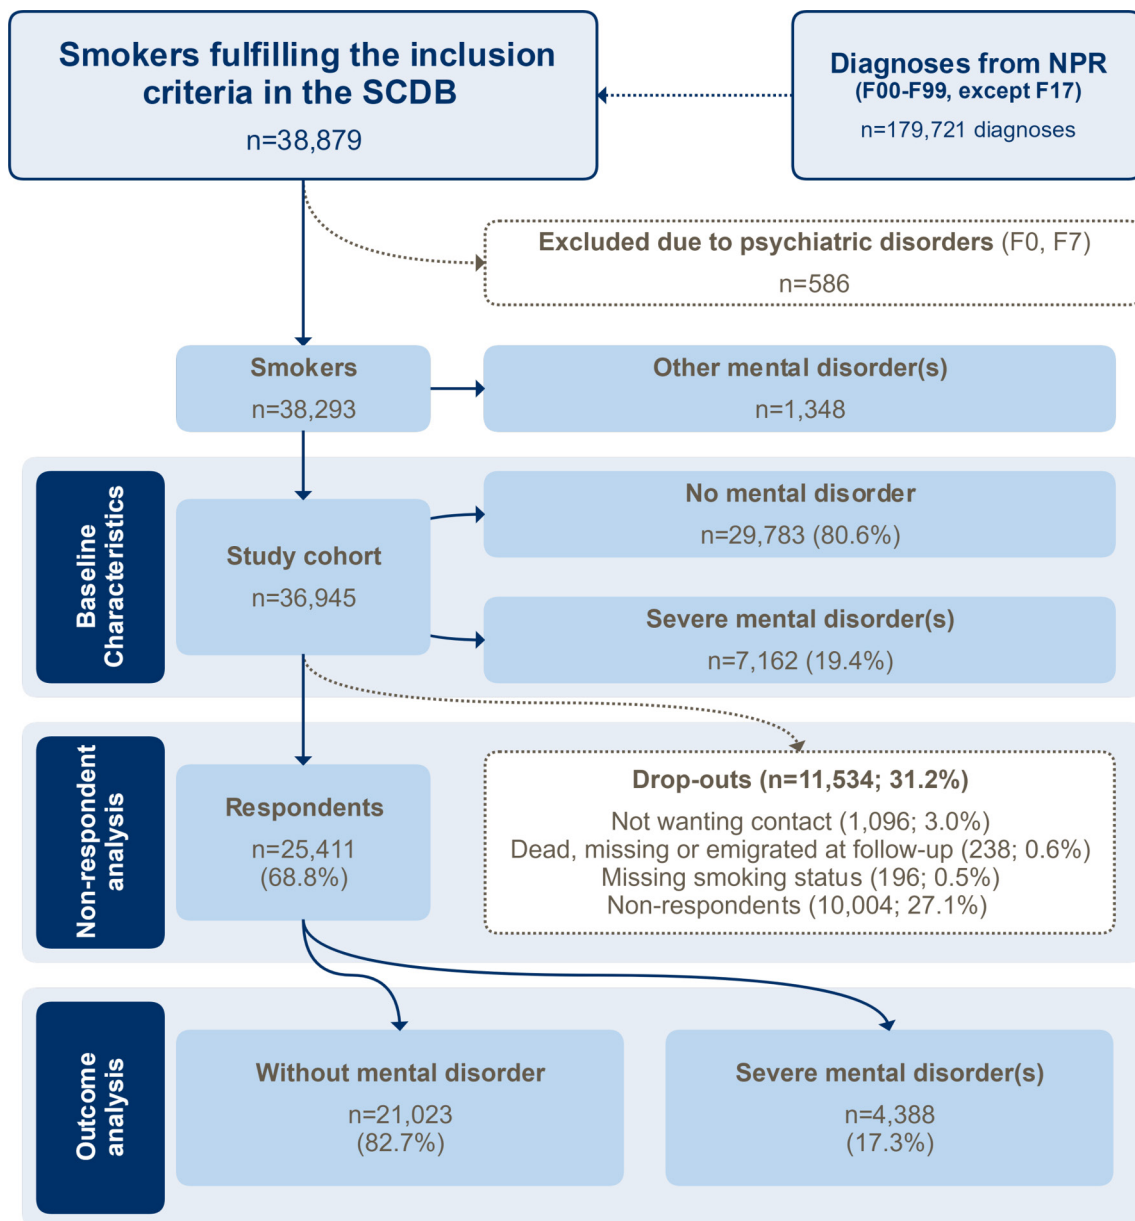 Smokers fulfilling the inclusion
criteria in the SCDB
n=38,879
Diagnoses from NPR
(F00-F99, except F17)
n=179,721 diagnoses
Excluded due to psychiatric disorders (F0, F7)
n=586
Smokers
n=38,293
Other mental disorder(s)
n=1,348
Baseline
Characteristics
Study cohort
n=36,945
No mental disorder
n=29,783 (80.6%)
Severe mental disorder(s)
n=7,162 (19.4%)
Non-respondent
analysis
Respondents
n=25,411
(68.8%)
Drop-outs (n=11,534; 31.2%)
Not wanting contact (1,096; 3.0%)
Dead, missing or emigrated at follow-up (238; 0.6%)
Missing smoking status (196; 0.5%)
Non-respondents (10,004; 27.1%)
Outcome
analysis
Without mental disorder
n=21,023
(82.7%)
Severe mental disorder(s)
n=4,388
(17.3%)